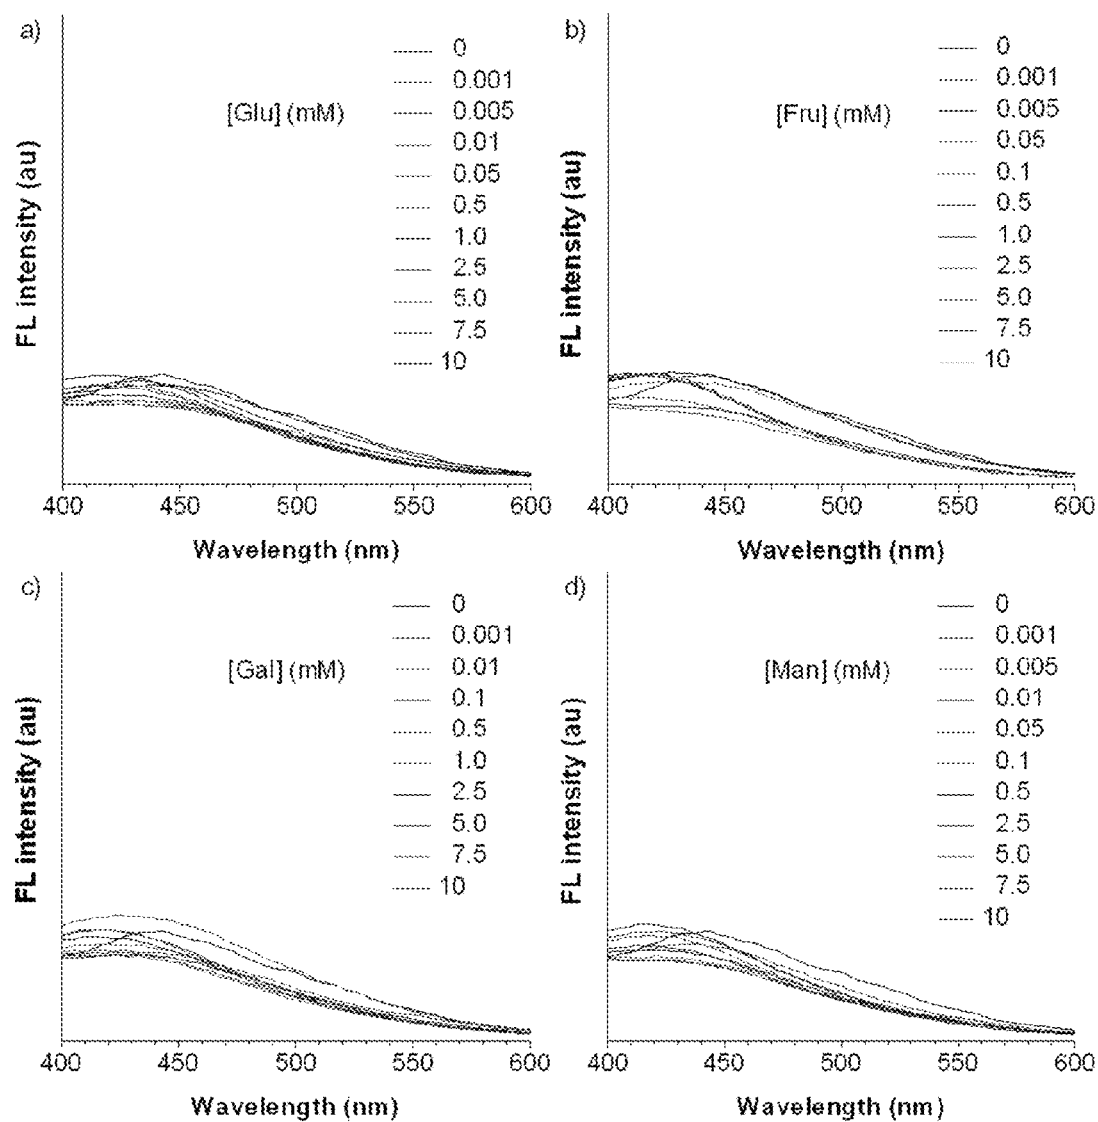 a)
0
0.001
0.005
0.01
0.05
0.5
1.0
2.5
5.0
7.5
10
[Glu] (mM)
FL intensity (au)
400 450 500 550 600
Wavelength (nm)
b)
0
0.001
0.005
0.05
0.1
0.5
1.0
2.5
5.0
7.5
10
[Fru] (mM)
FL intensity (au)
400 450 500 550 600
Wavelength (nm)
c)
0
0.001
0.01
0.1
0.5
1.0
2.5
5.0
7.5
10
[Gal] (mM)
FL intensity (au)
400 450 500 550 600
Wavelength (nm)
d)
0
0.001
0.005
0.01
0.05
0.1
0.5
2.5
5.0
7.5
10
[Man] (mM)
FL intensity (au)
400 450 500 550 600
Wavelength (nm)